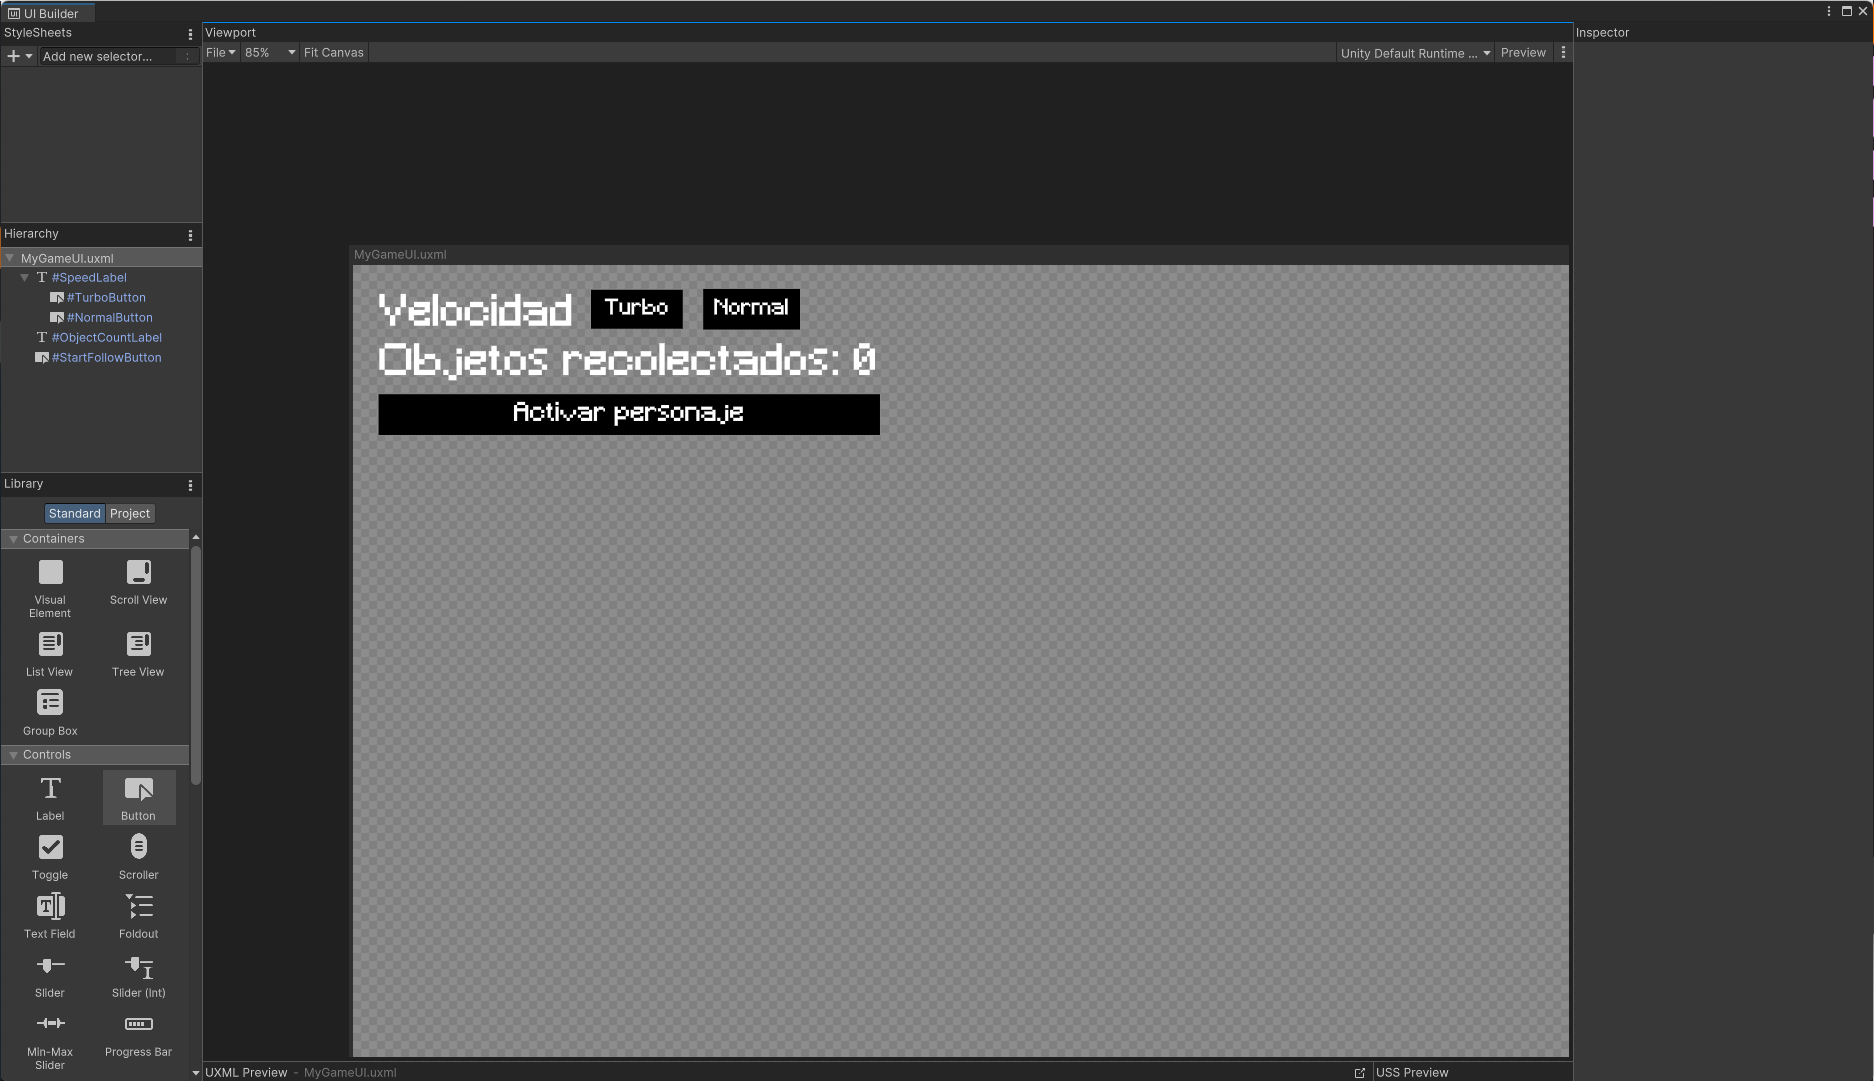 UI Builder
StyleSheets
Add new selector...
Hierarchy
MyGameUI.uxml
#SpeedLabel
#TurboButton
#NormalButton
#ObjectCountLabel
#StartFollowButton
Library
Standard Project
Containers
Visual Element
Scroll View
List View
Tree View
Group Box
Controls
Label
Button
Toggle
Scroller
Text Field
Foldout
Slider
Slider (Int)
Min-Max Slider
Progress Bar
Viewport
File 85% Fit Canvas
Unity Default Runtime ... Preview
MyGameUI.uxml
Velocidad Turbo Normal
Objetos recolectados: 0
Activar personaje
UXML Preview - MyGameUI.uxml
USS Preview
Inspector